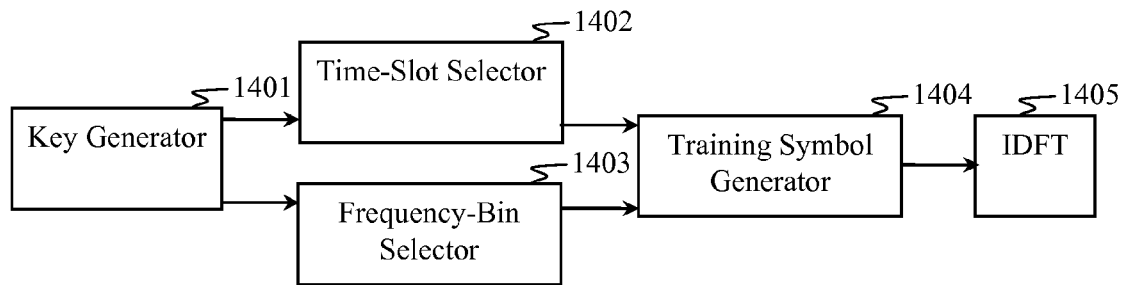 1402
Time-Slot Selector
1401
Key Generator
1404
1405
Training Symbol
Generator
IDFT
1403
Frequency-Bin
Selector